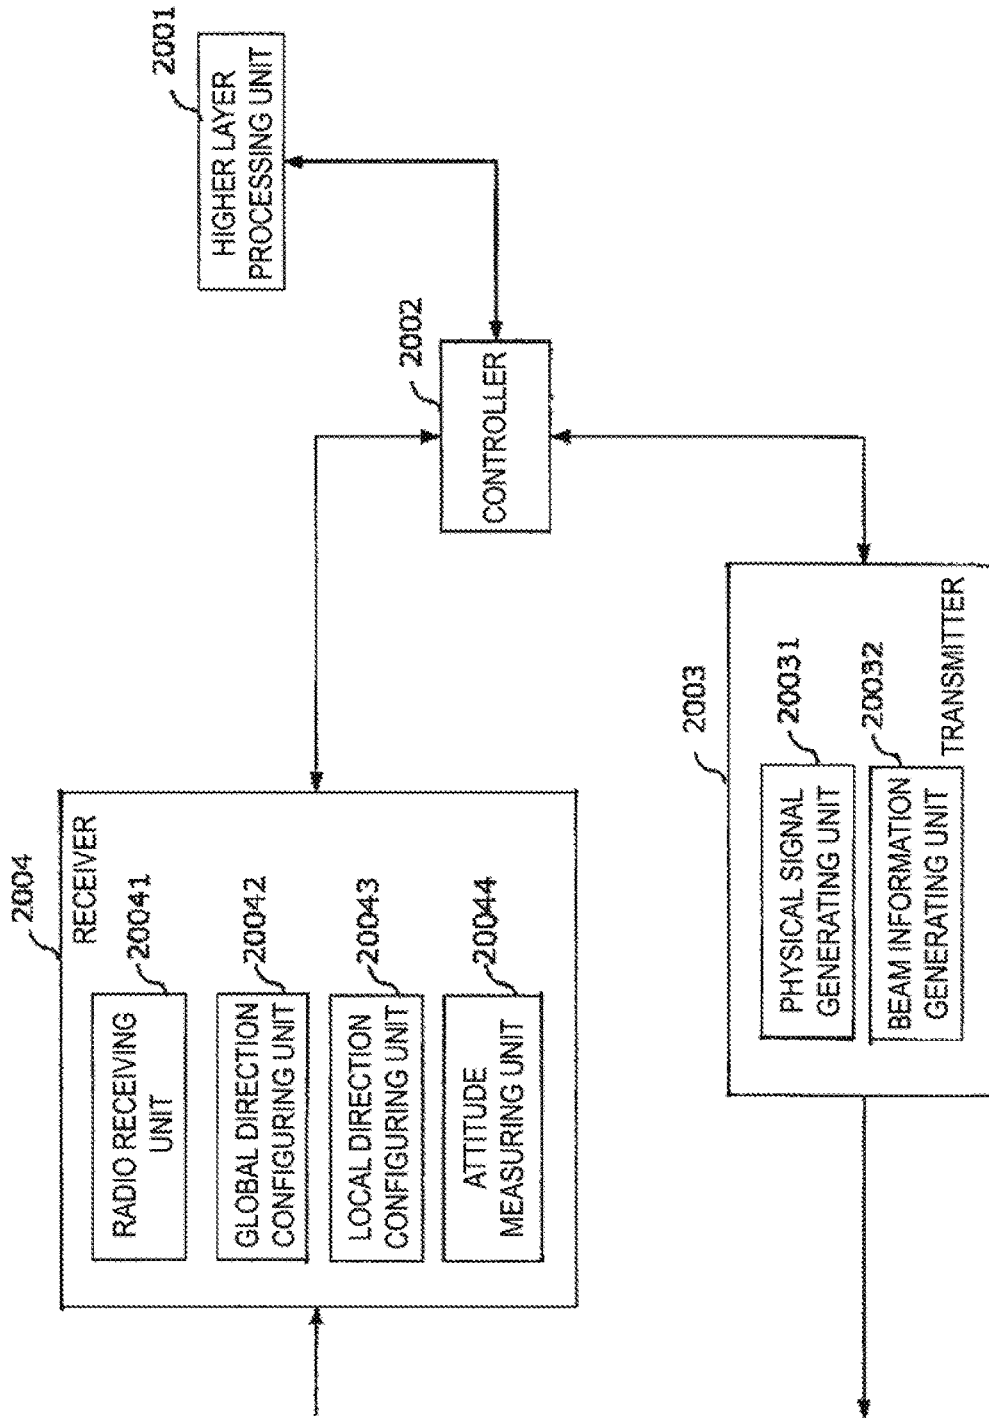 2004
RECEIVER
20041
RADIO RECEIVING
UNIT
20042
GLOBAL DIRECTION
CONFIGURING UNIT
20043
LOCAL DIRECTION
CONFIGURING UNIT
20044
ATTITUDE
MEASURING UNIT
2001
HIGHER LAYER
PROCESSING UNIT
2002
CONTROLLER
2003
20031
PHYSICAL SIGNAL
GENERATING UNIT
20032
BEAM INFORMATION
GENERATING UNIT
TRANSMITTER